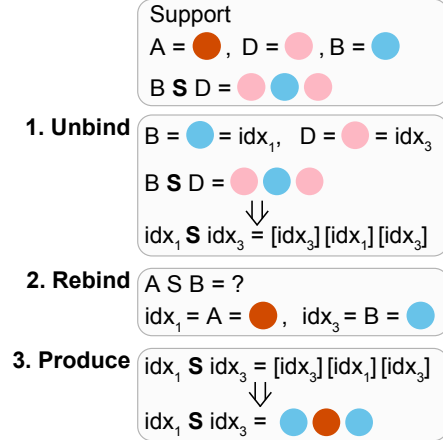 Support
A = , D = , B =
B S D =
1. Unbind
B = = idx₁, D = = idx₃
B S D =
idx₁ S idx₃ = [idx₃] [idx₁] [idx₃]
2. Rebind
A S B = ?
idx₁ = A = , idx₃ = B =
3. Produce
idx₁ S idx₃ = [idx₃] [idx₁] [idx₃]
idx₁ S idx₃ =